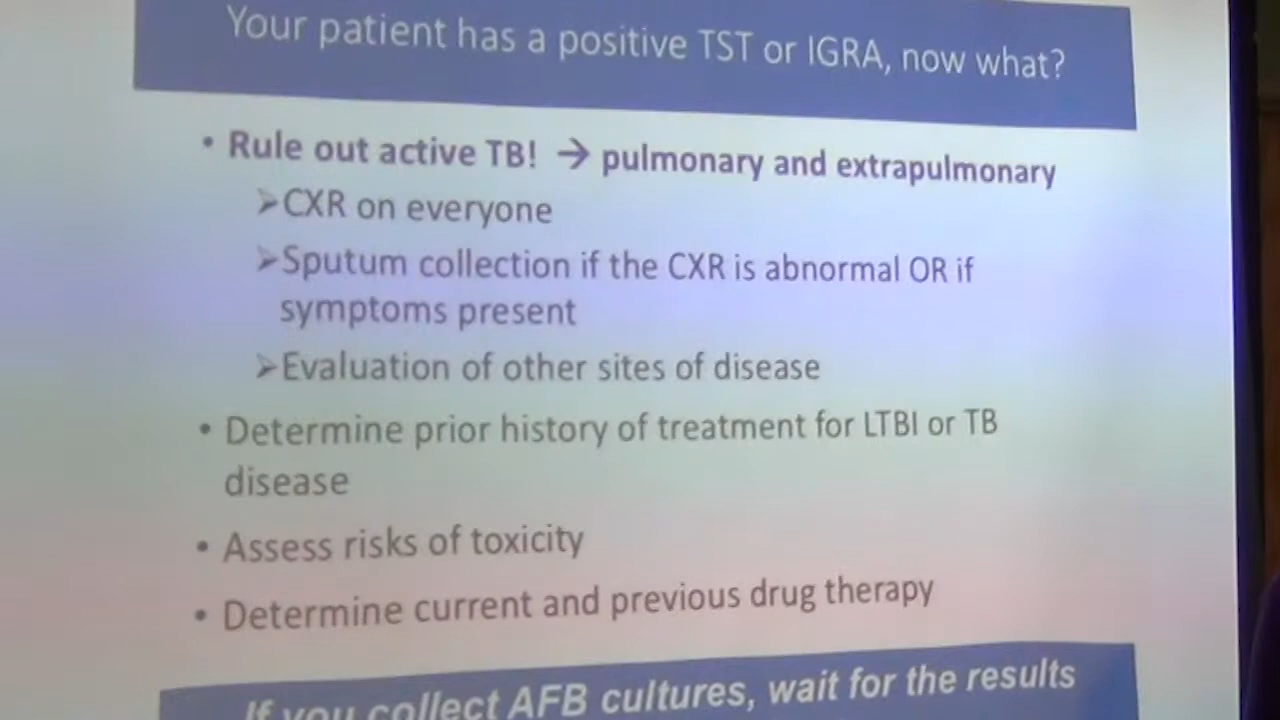 Your patient has a positive TST or IGRA, now what?
• Rule out active TB! → pulmonary and extrapulmonary
➢CXR on everyone
➢Sputum collection if the CXR is abnormal OR if
symptoms present
➢Evaluation of other sites of disease
• Determine prior history of treatment for LTBI or TB
disease
• Assess risks of toxicity
• Determine current and previous drug therapy
If you collect AFB cultures, wait for the results